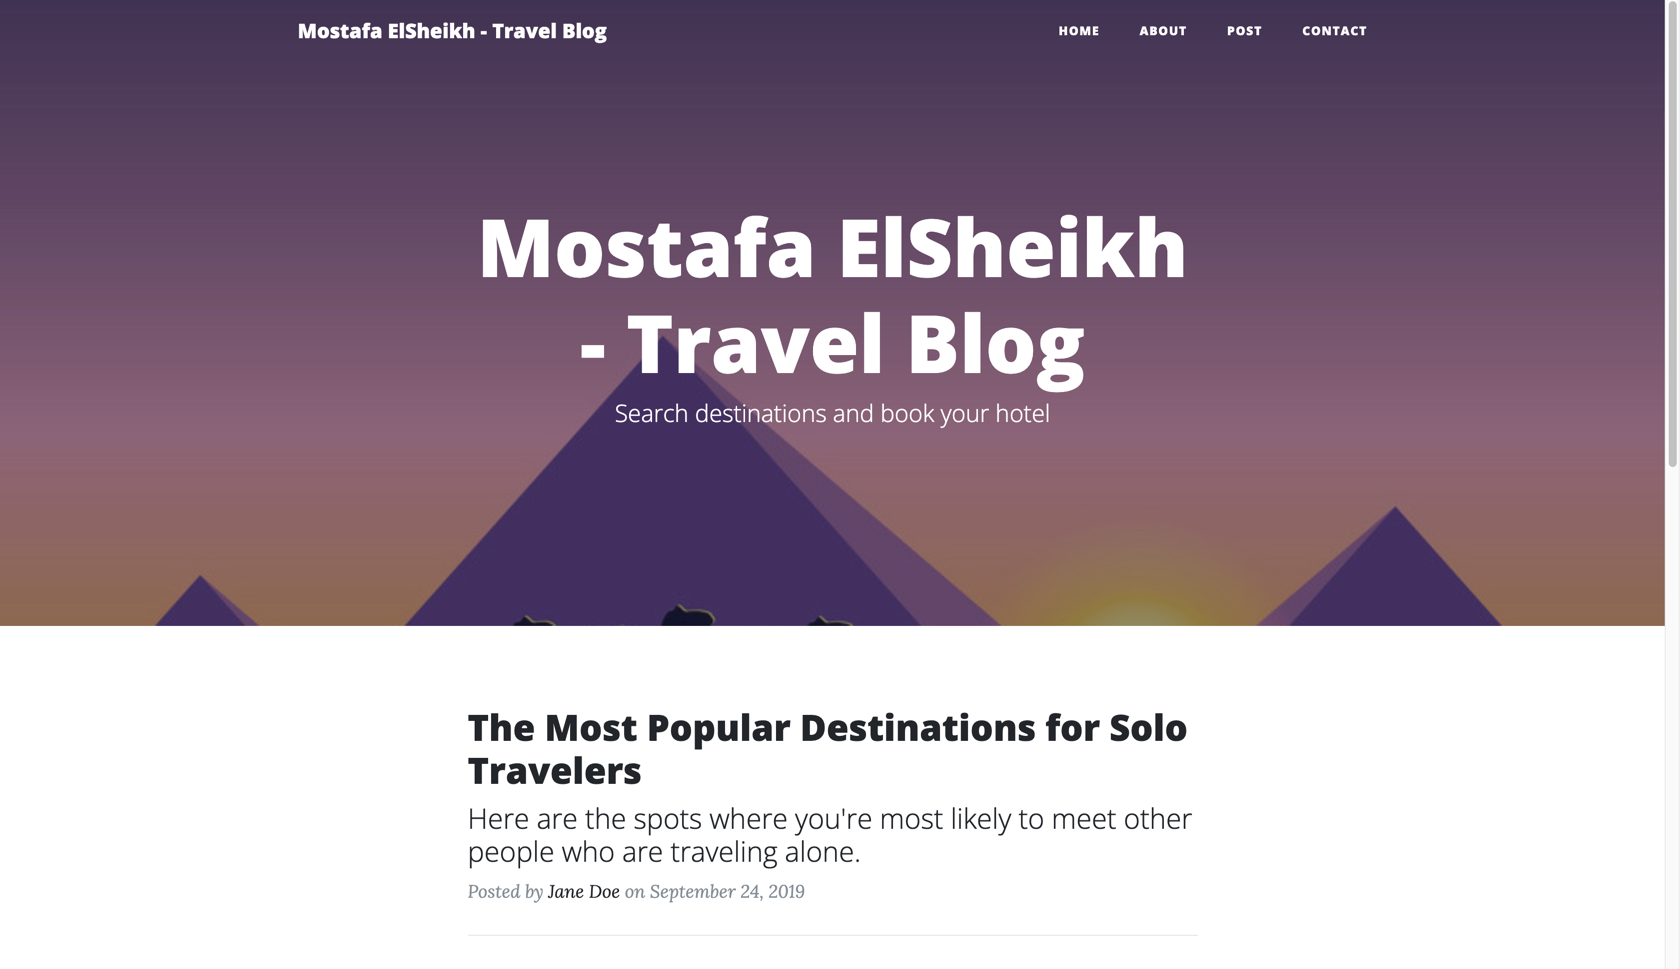 Mostafa ElSheikh - Travel Blog
HOME ABOUT POST CONTACT
Mostafa ElSheikh
- Travel Blog
Search destinations and book your hotel
The Most Popular Destinations for Solo
Travelers
Here are the spots where you're most likely to meet other
people who are traveling alone.
Posted by Jane Doe on September 24, 2019